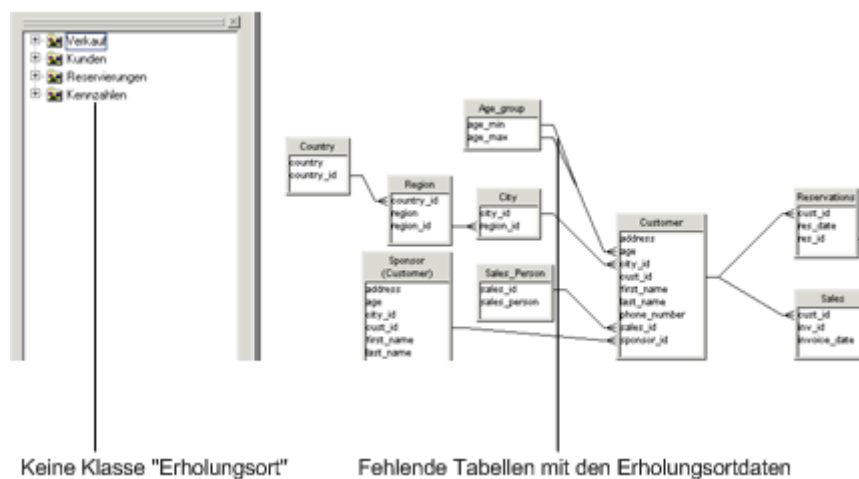 Verkauf
Kunden
Reservierungen
Kennzahlen
Age_group
age_min
age_max
Country
country
country_id
Region
country_id
region
region_id
City
city_id
region_id
Customer
address
age
city_id
cust_id
first_name
last_name
phone_number
sales_id
sponsor_id
Reservations
cust_id
res_date
res_id
Sponsor
(Customer)
address
age
city_id
cust_id
first_name
last_name
Sales_Person
sales_id
sales_person
Sales
cust_id
inv_id
invoice_date
Keine Klasse "Erholungsort"
Fehlende Tabellen mit den Erholungsortdaten